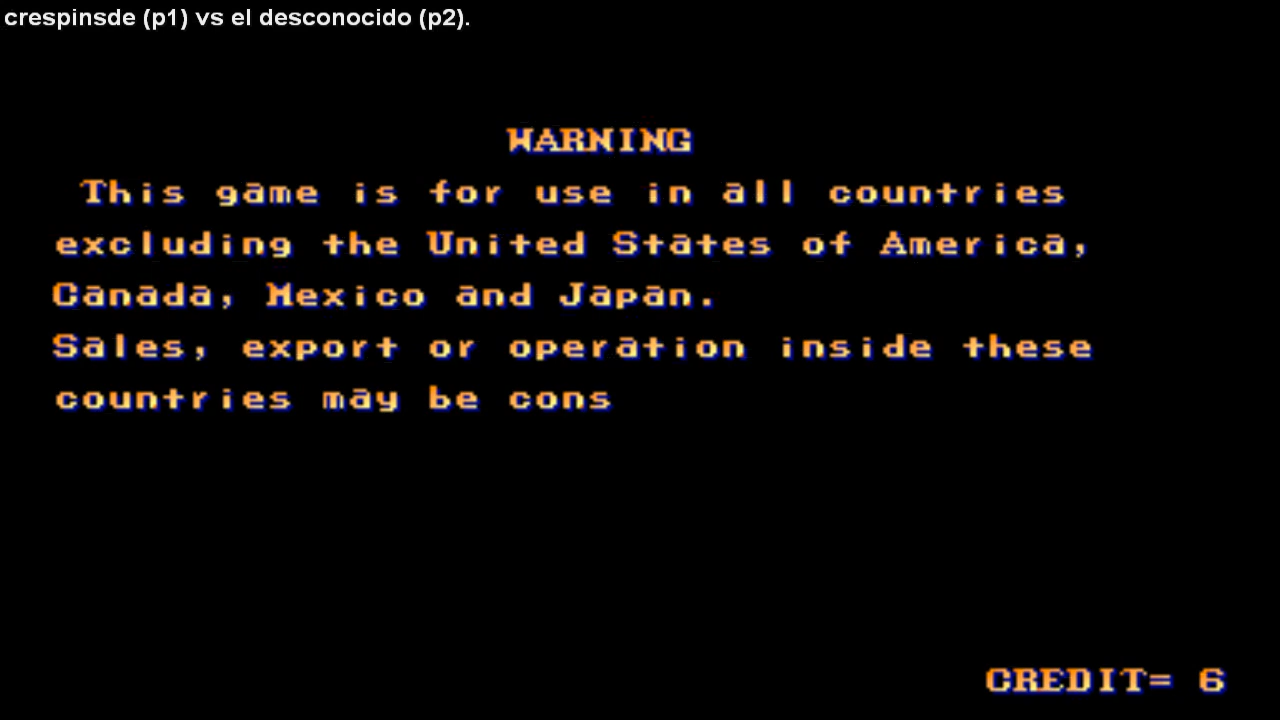 crespinsde (p1) vs el desconocido (p2).
WARNING
This game is for use in all countries
excluding the United States of America,
Canada, Mexico and Japan.
Sales, export or operation inside these
countries may be cons
CREDIT= 6